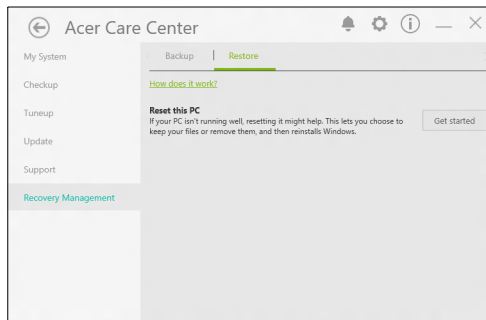 Acer Care Center
My System
Backup
Restore
Checkup
How does it work?
Tuneup
Reset this PC
If your PC isn't running well, resetting it might help. This lets you choose to
keep your files or remove them, and then reinstalls Windows.
Get started
Update
Support
Recovery Management